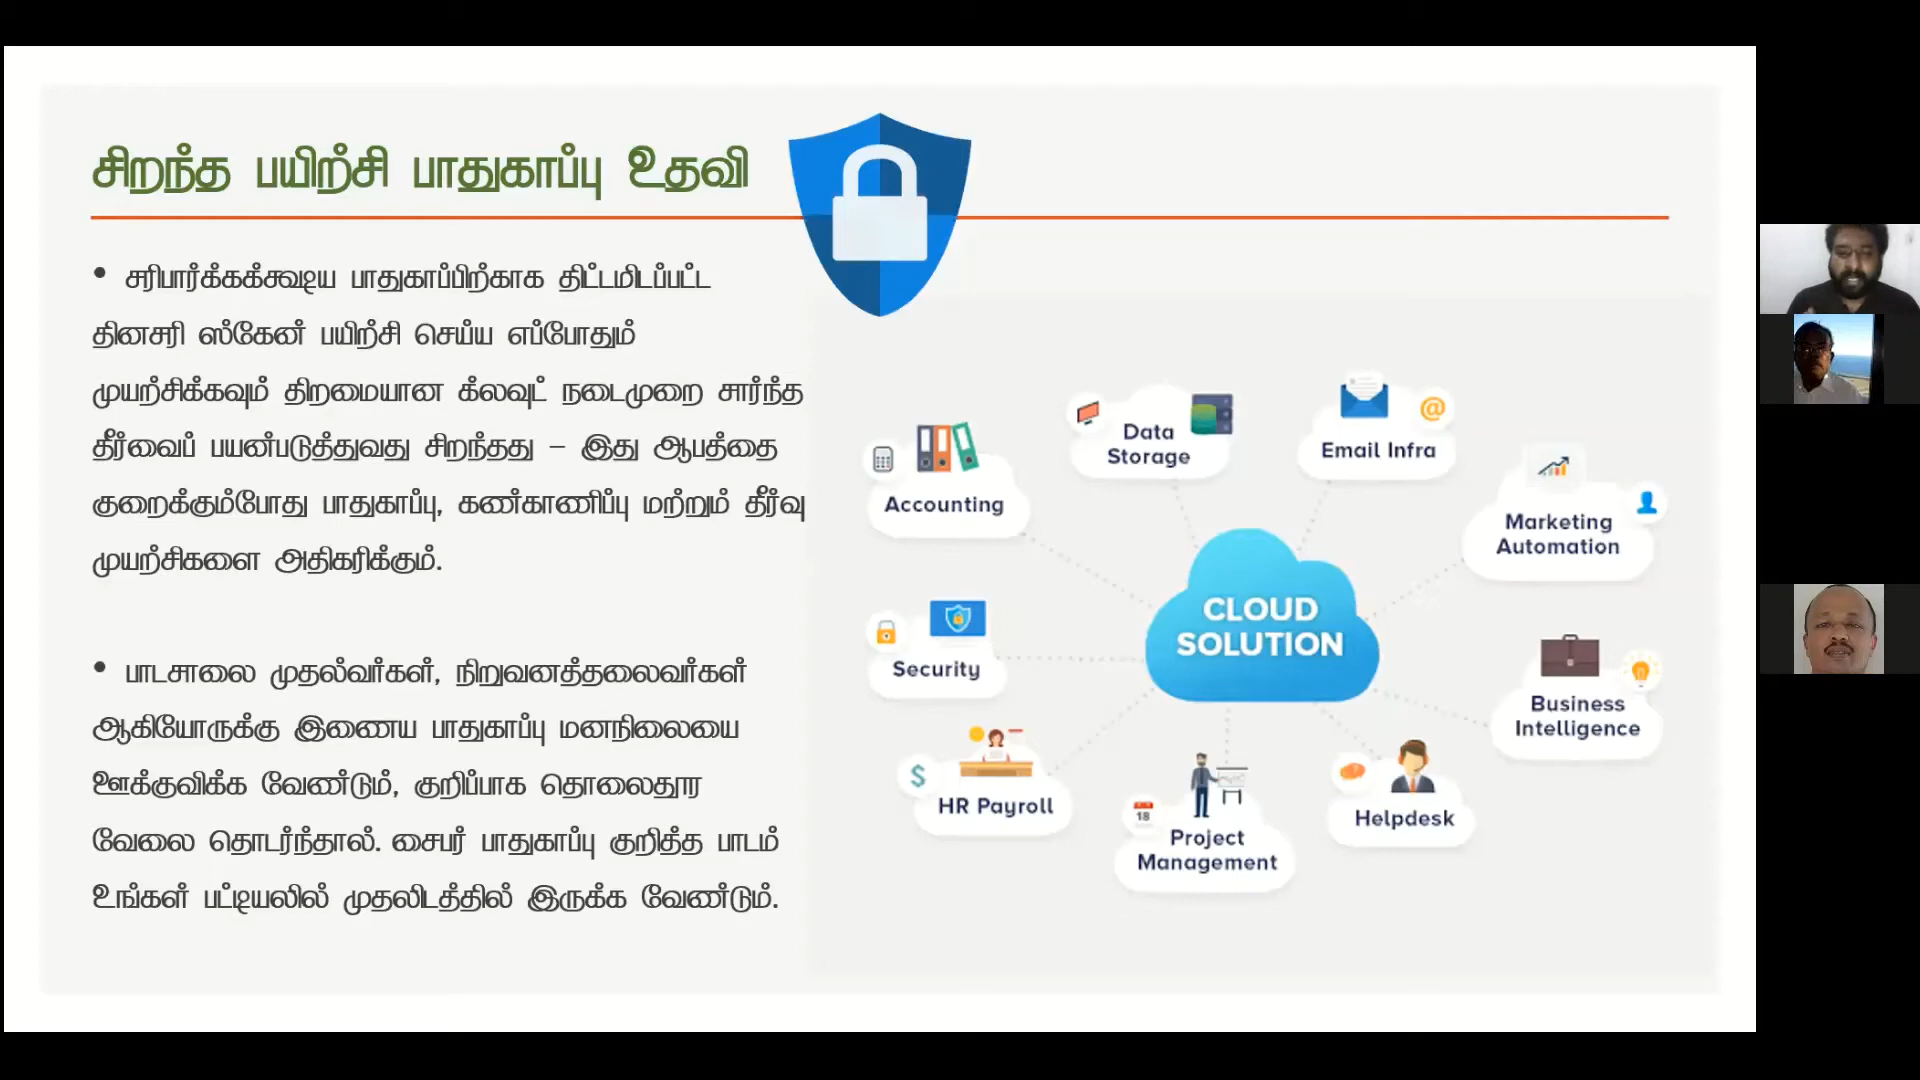 சிறந்த பயிற்சி பாதுகாப்பு உதவி
• சரிபார்க்கக்கூடிய பாதுகாப்பிற்காக திட்டமிடப்பட்ட
தினசரி ஸ்கேன் பயிற்சி செய்ய எப்போதும்
முயற்சிக்கவும் திறமையான க்லவுட் நடைமுறை சார்ந்த
தீர்வைப் பயன்படுத்துவது சிறந்தது – இது ஆபத்தை
குறைக்கும்போது பாதுகாப்பு, கண்காணிப்பு மற்றும் தீர்வு
முயற்சிகளை அதிகரிக்கும்.
• பாடசாலை முதல்வர்கள், நிறுவனத்தலைவர்கள்
ஆகியோருக்கு இணைய பாதுகாப்பு மனநிலையை
ஊக்குவிக்க வேண்டும், குறிப்பாக தொலைதூர
வேலை தொடர்ந்தால். சைபர் பாதுகாப்பு குறித்த பாடம்
உங்கள் பட்டியலில் முதலிடத்தில் இருக்க வேண்டும்.
Accounting
Data
Storage
Email Infra
@
Marketing
Automation
CLOUD
SOLUTION
Security
Business
Intelligence
$
HR Payroll
18
Project
Management
Helpdesk